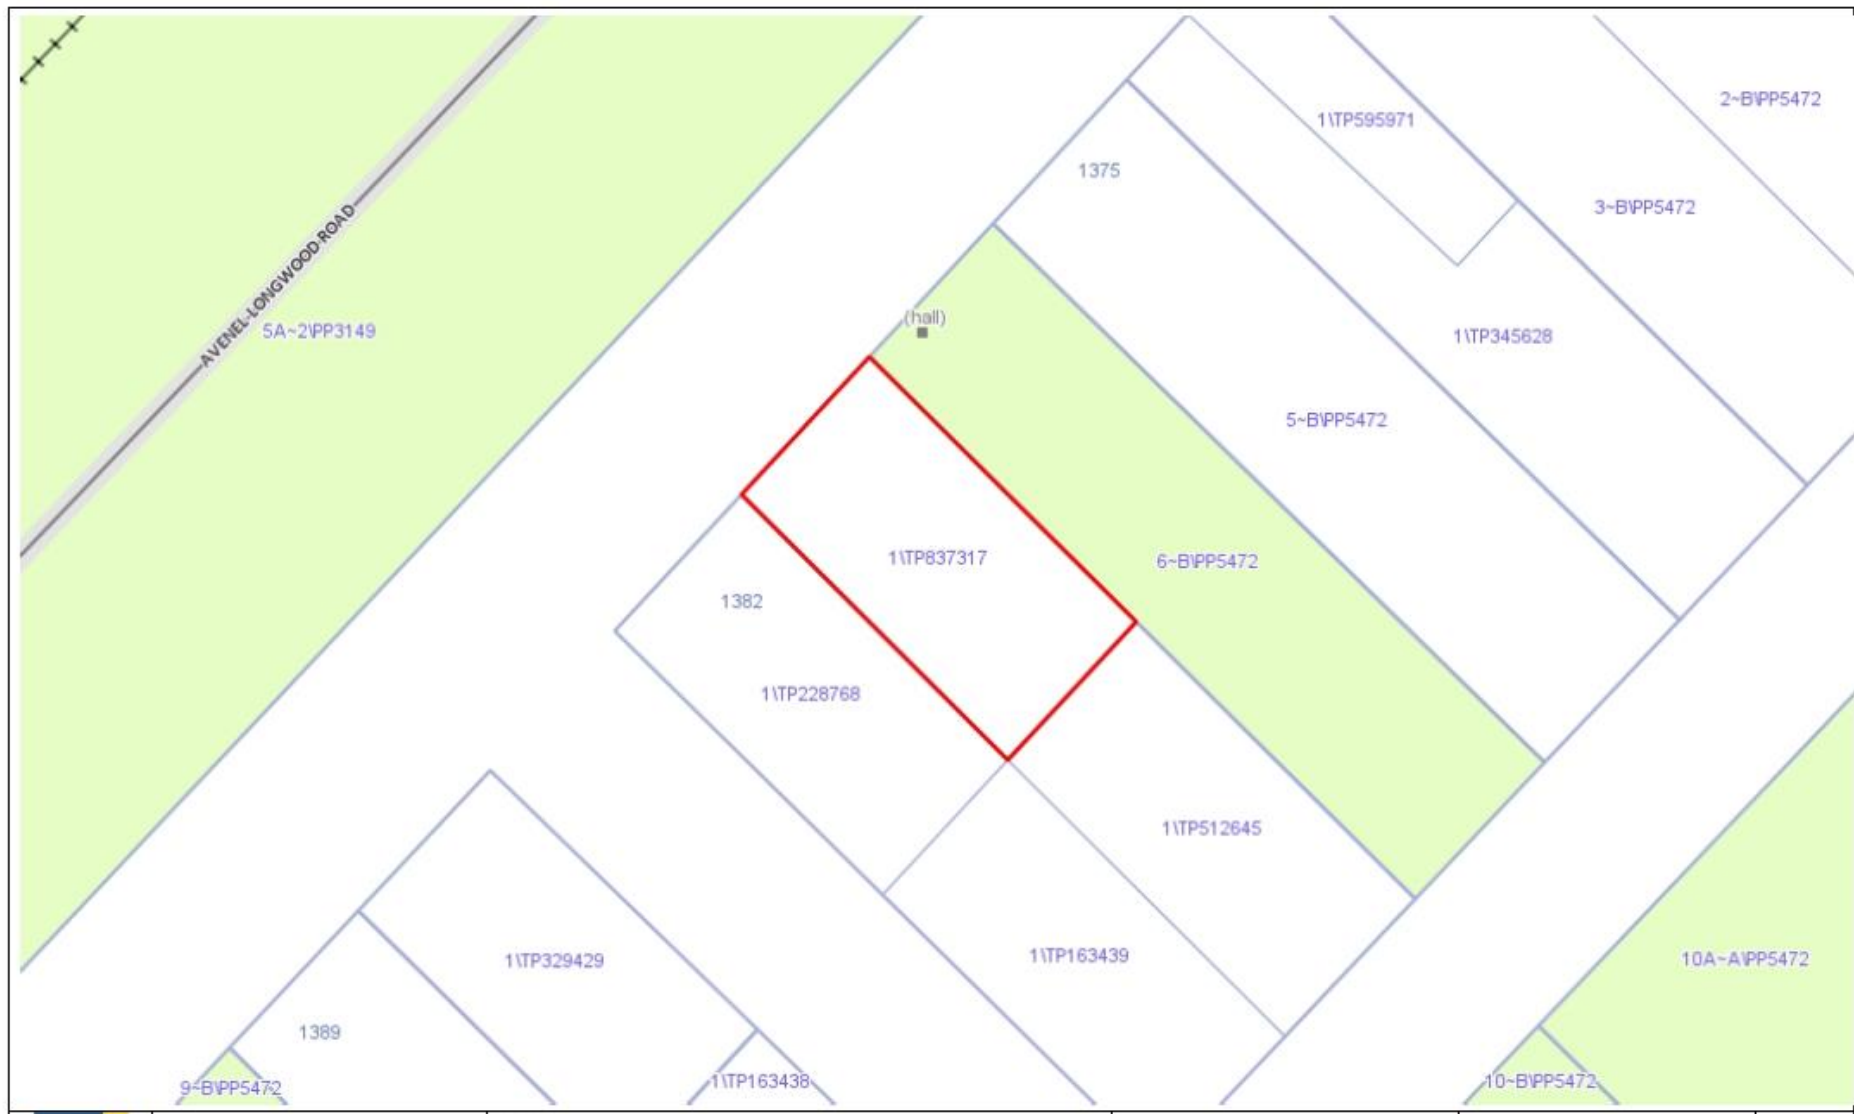 2~B\PP5472
1\TP595971
1375
3~B\PP5472
AVENEL-LONGWOOD ROAD
5A~2\PP3149
(hall)
1\TP345628
5~B\PP5472
1\TP837317
6~B\PP5472
1382
1\TP228768
1\TP512645
1\TP329429
1\TP163439
10A~A\PP5472
1389
9~B\PP5472
1\TP163438
10~B\PP5472